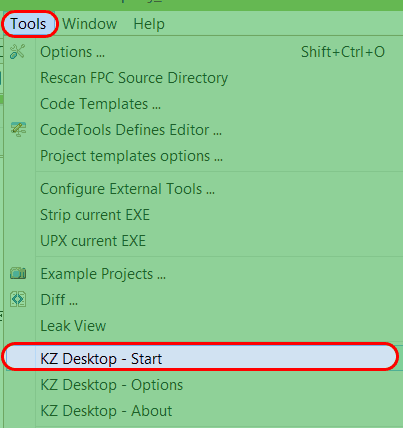 Tools Window Help
Options ... Shift+Ctrl+O
Rescan FPC Source Directory
Code Templates ...
CodeTools Defines Editor ...
Project templates options ...
Configure External Tools ...
Strip current EXE
UPX current EXE
Example Projects ...
Diff ...
Leak View
KZ Desktop - Start
KZ Desktop - Options
KZ Desktop - About